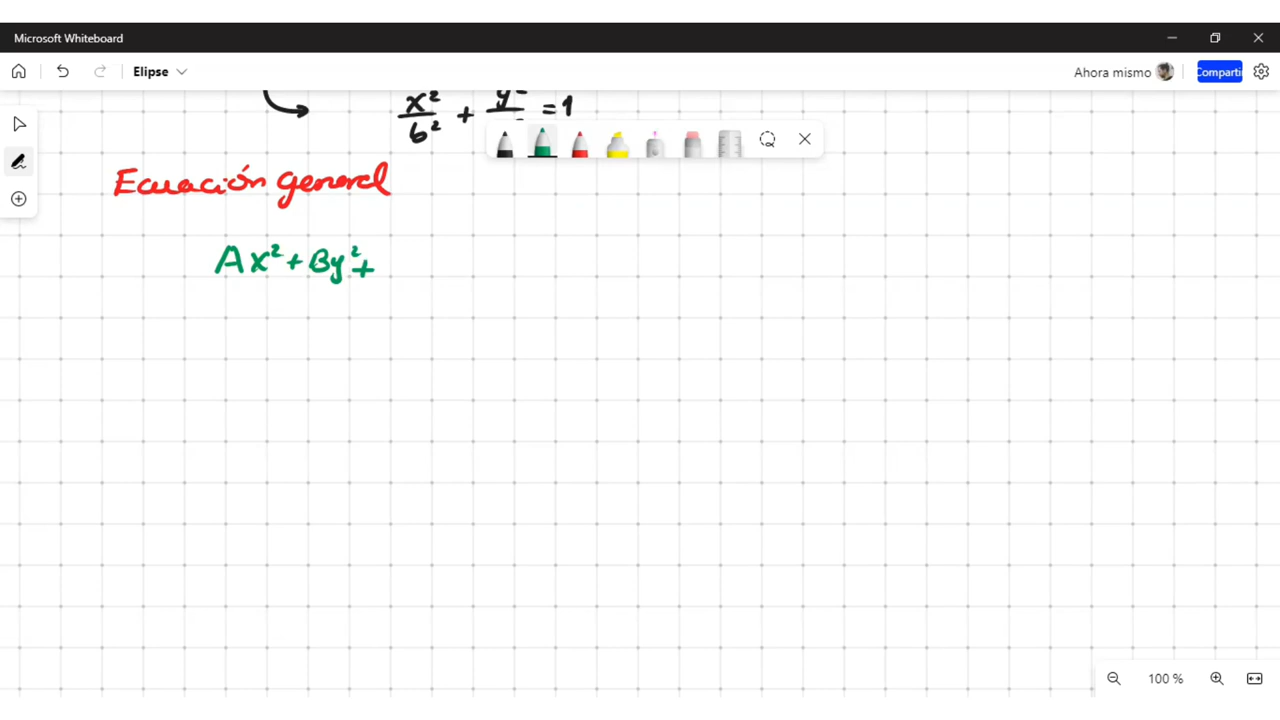 Microsoft Whiteboard
Elipse
Ahora mismo
Comparti
x²/b² + y²/ = 1
Ecuación general
Ax² + By² +
100 %